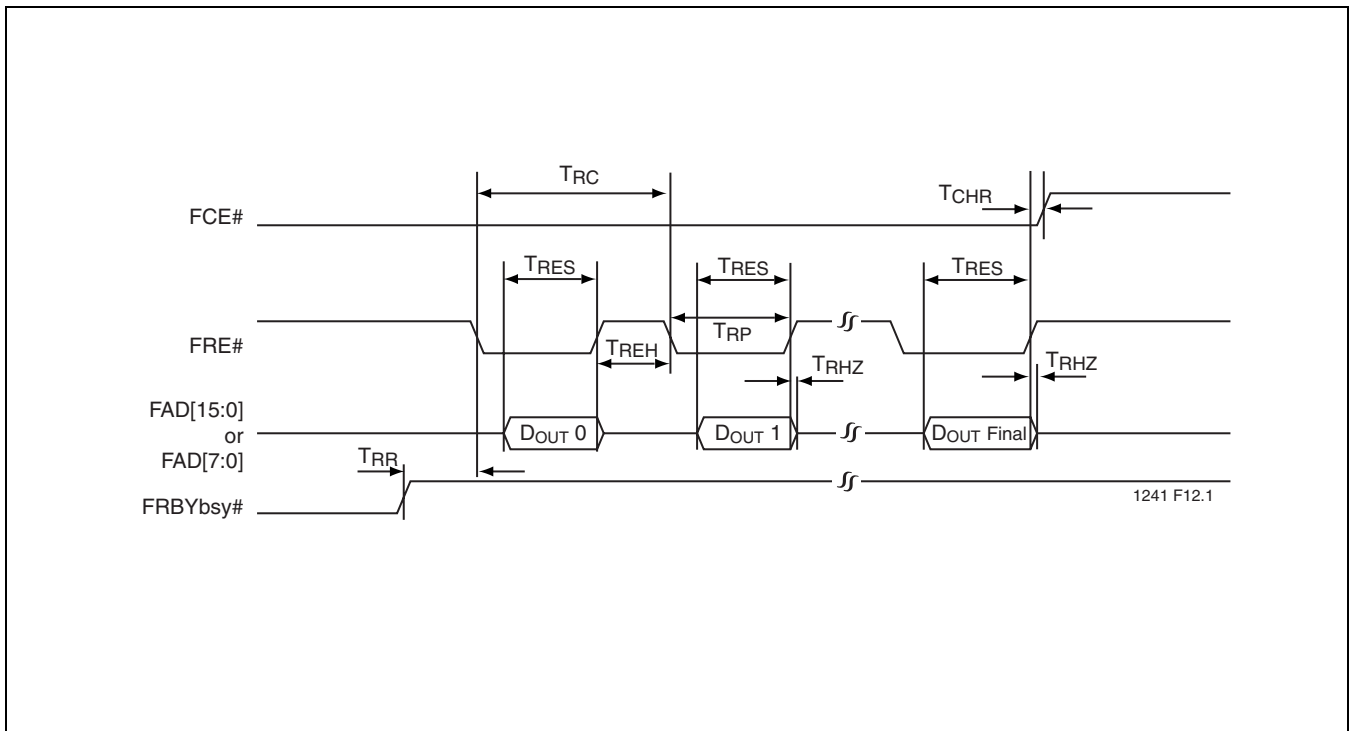 TRC
TCHR
FCE#
TRES TRES TRES
FRE#
TRP
TREH
TRHZ TRHZ
FAD[15:0]
or
FAD[7:0]
DOUT 0 DOUT 1 DOUT Final
TRR
FRBYbsy#
1241 F12.1